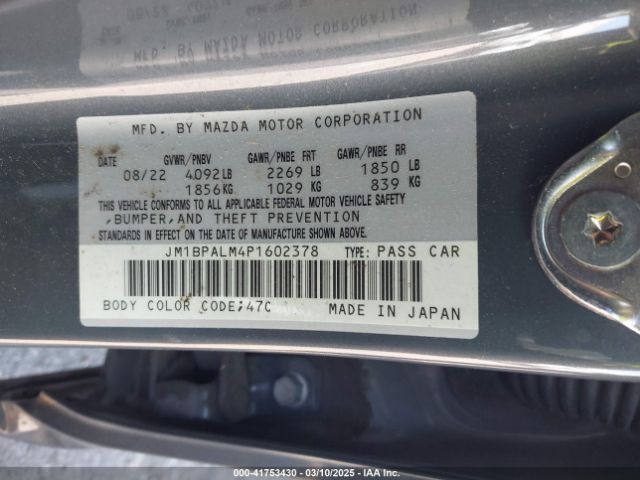 MFD. BY MAZDA MOTOR CORPORATION
DATE GVWR/PNBV GAWR/PNBE FRT GAWR/PNBE RR
08/22 4092LB 2269 LB 1850 LB
1856KG 1029 KG 839 KG
THIS VEHICLE CONFORMS TO ALL APPLICABLE FEDERAL MOTOR VEHICLE SAFETY
,BUMPER,AND THEFT PREVENTION
STANDARDS IN EFFECT ON THE DATE OF MANUFACTURE SHOWN ABOVE.
JM1BPALM4P1602378 TYPE: PASS CAR
BODY COLOR CODE;47C MADE IN JAPAN
000-41753430 - 03/10/2025 - IAA Inc.